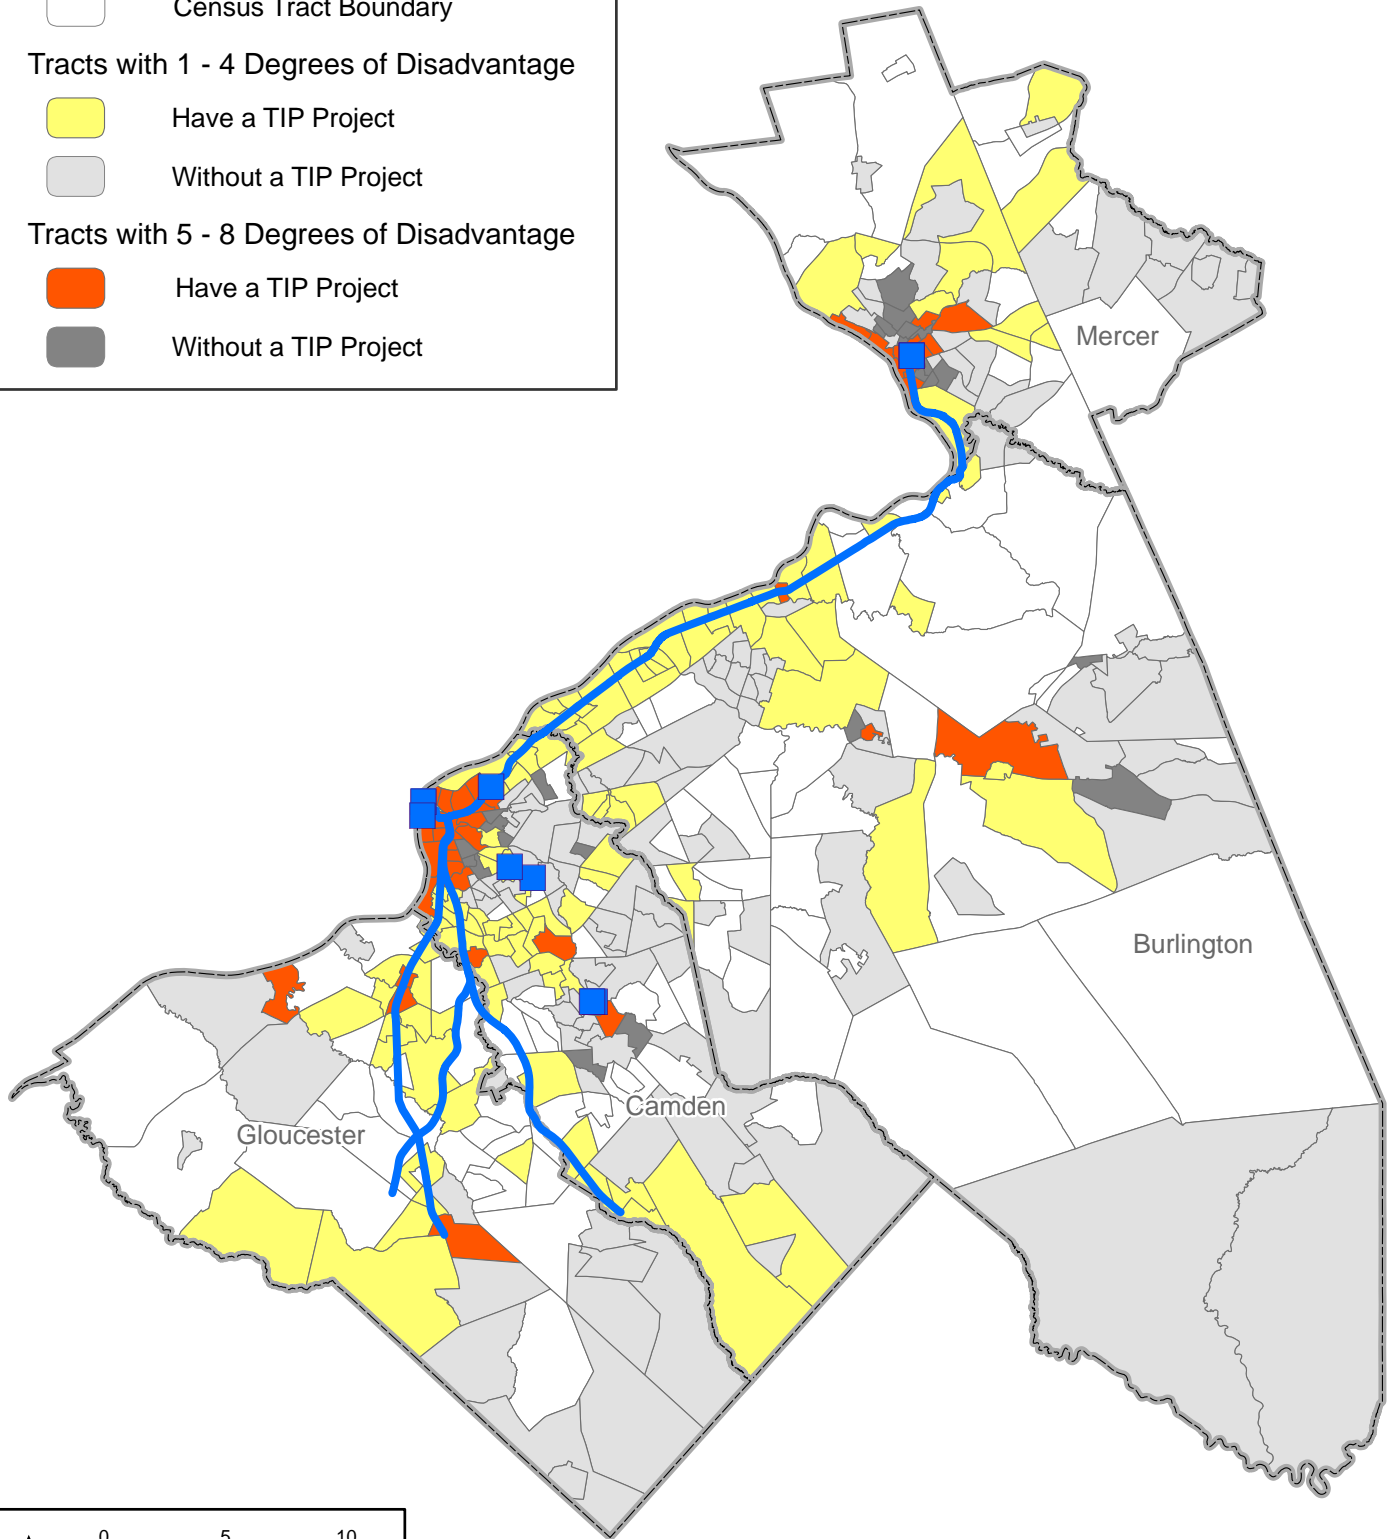 Census Tract Boundary
Tracts with 1 - 4 Degrees of Disadvantage
Have a TIP Project
Without a TIP Project
Tracts with 5 - 8 Degrees of Disadvantage
Have a TIP Project
Without a TIP Project
Mercer
Burlington
Camden
Gloucester
0 5 10